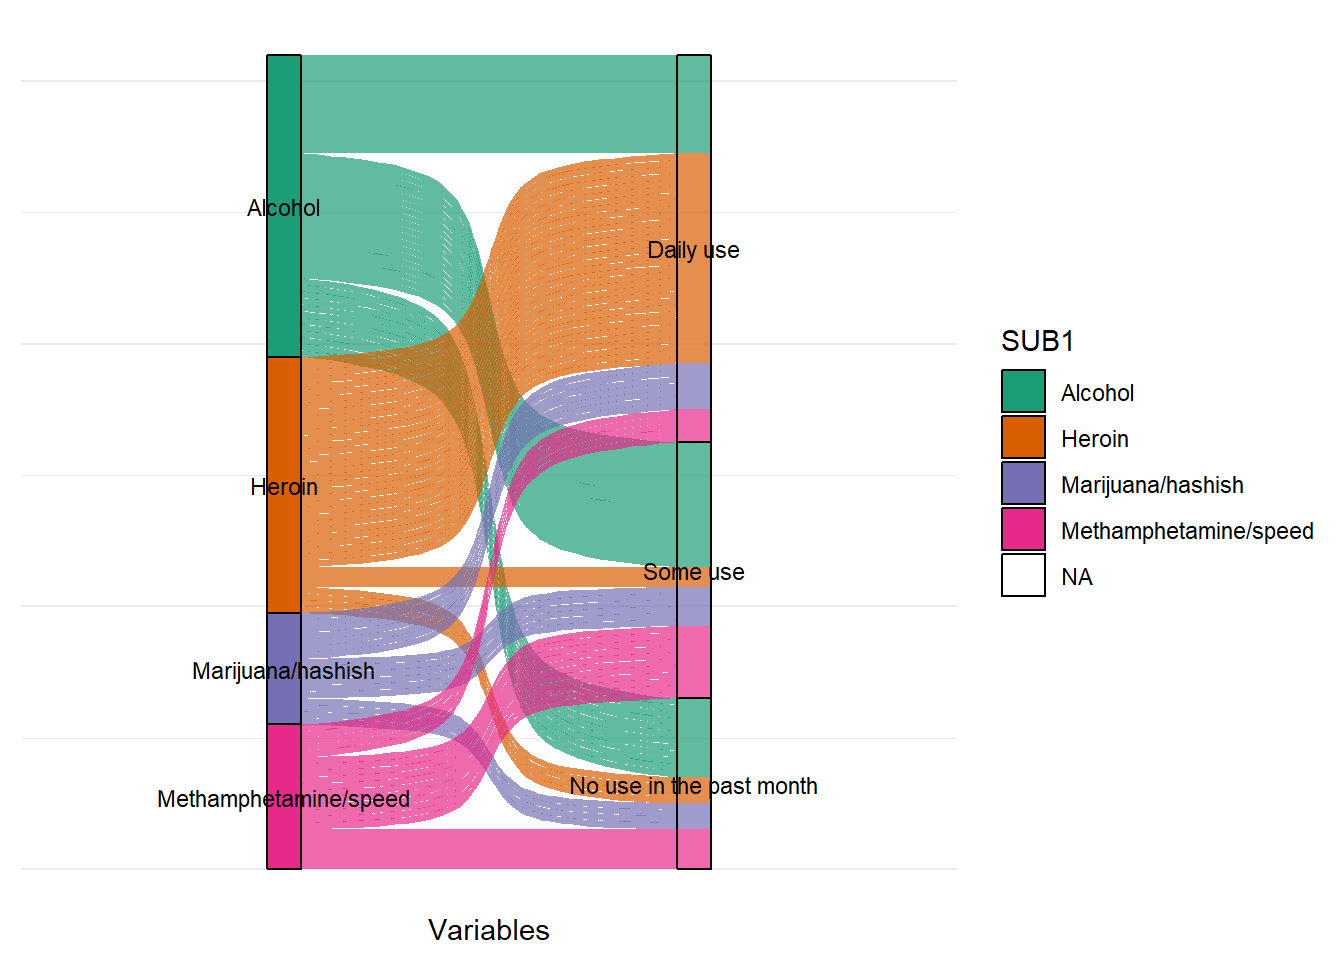 Alcohol
Heroin
Marijuana/hashish
Methamphetamine/speed
Daily use
Some use
No use in the past month
Variables
SUB1
Alcohol
Heroin
Marijuana/hashish
Methamphetamine/speed
NA